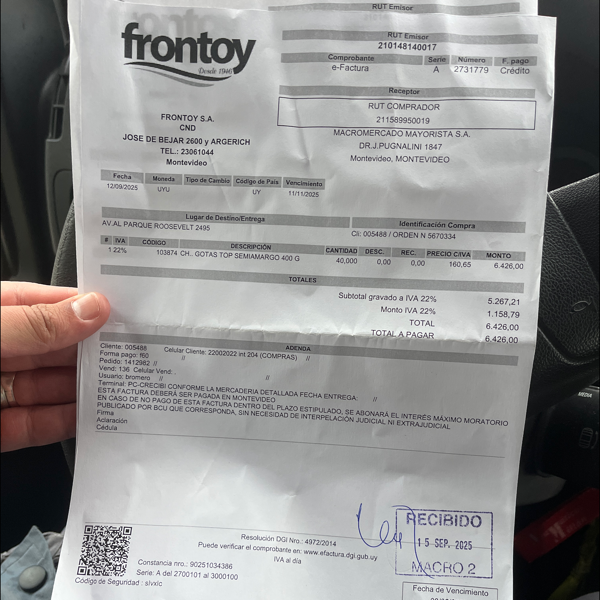 RUT Emisor
frontoy
Desde 1940
RUT Emisor
210148140017
Comprobante Serie Número F. pago
e-Factura A 2731779 Crédito
Receptor
RUT COMPRADOR
211589950019
MACROMERCADO MAYORISTA S.A.
DR.J.PUGNALINI 1847
Montevideo, MONTEVIDEO
FRONTOY S.A.
CND
JOSE DE BEJAR 2600 y ARGERICH
TEL.: 23061044
Montevideo
Fecha Moneda Tipo de Cambio Código de País Vencimiento
12/09/2025 UYU UY 11/11/2025
Lugar de Destino/Entrega Identificación Compra
AV.AL PARQUE ROOSEVELT 2495 Cli: 005488 / ORDEN N 5670334
# IVA CÓDIGO DESCRIPCIÓN CANTIDAD DESC. REC. PRECIO C/IVA MONTO
1 22% 103874 CH.. GOTAS TOP SEMIAMARGO 400 G 40,000 0,00 0,00 160,65 6.426,00
TOTALES
Subtotal gravado a IVA 22% 5.267,21
Monto IVA 22% 1.158,79
TOTAL 6.426,00
TOTAL A PAGAR 6.426,00
ADENDA
Cliente: 005488 Celular Cliente: 22002022 int 204 (COMPRAS) //
Forma pago: f60 //
Pedido: 1412962 //
Vend: 136 Celular Vend: .
Usuario: bromero // //
Terminal: PC-CRECIBI CONFORME LA MERCADERIA DETALLADA FECHA ENTREGA: //
ESTA FACTURA DEBERÁ SER PAGADA EN MONTEVIDEO
EN CASO DE NO PAGO DE ESTA FACTURA DENTRO DEL PLAZO ESTIPULADO, SE ABONARÁ EL INTERÉS MÁXIMO MORATORIO
PUBLICADO POR BCU QUE CORRESPONDA, SIN NECESIDAD DE INTERPELACIÓN JUDICIAL NI EXTRAJUDICIAL
Firma
Aclaración
Cédula
RECIBIDO
15 SEP. 2025
MACRO 2
Resolución DGI Nro.: 4972/2014
Puede verificar el comprobante en: www.efactura.dgi.gub.uy
IVA al día
Constancia nro.: 90251034386
Serie: A del 2700101 al 3000100
Código de Seguridad : slvxlc
Fecha de Vencimiento
MEDIA